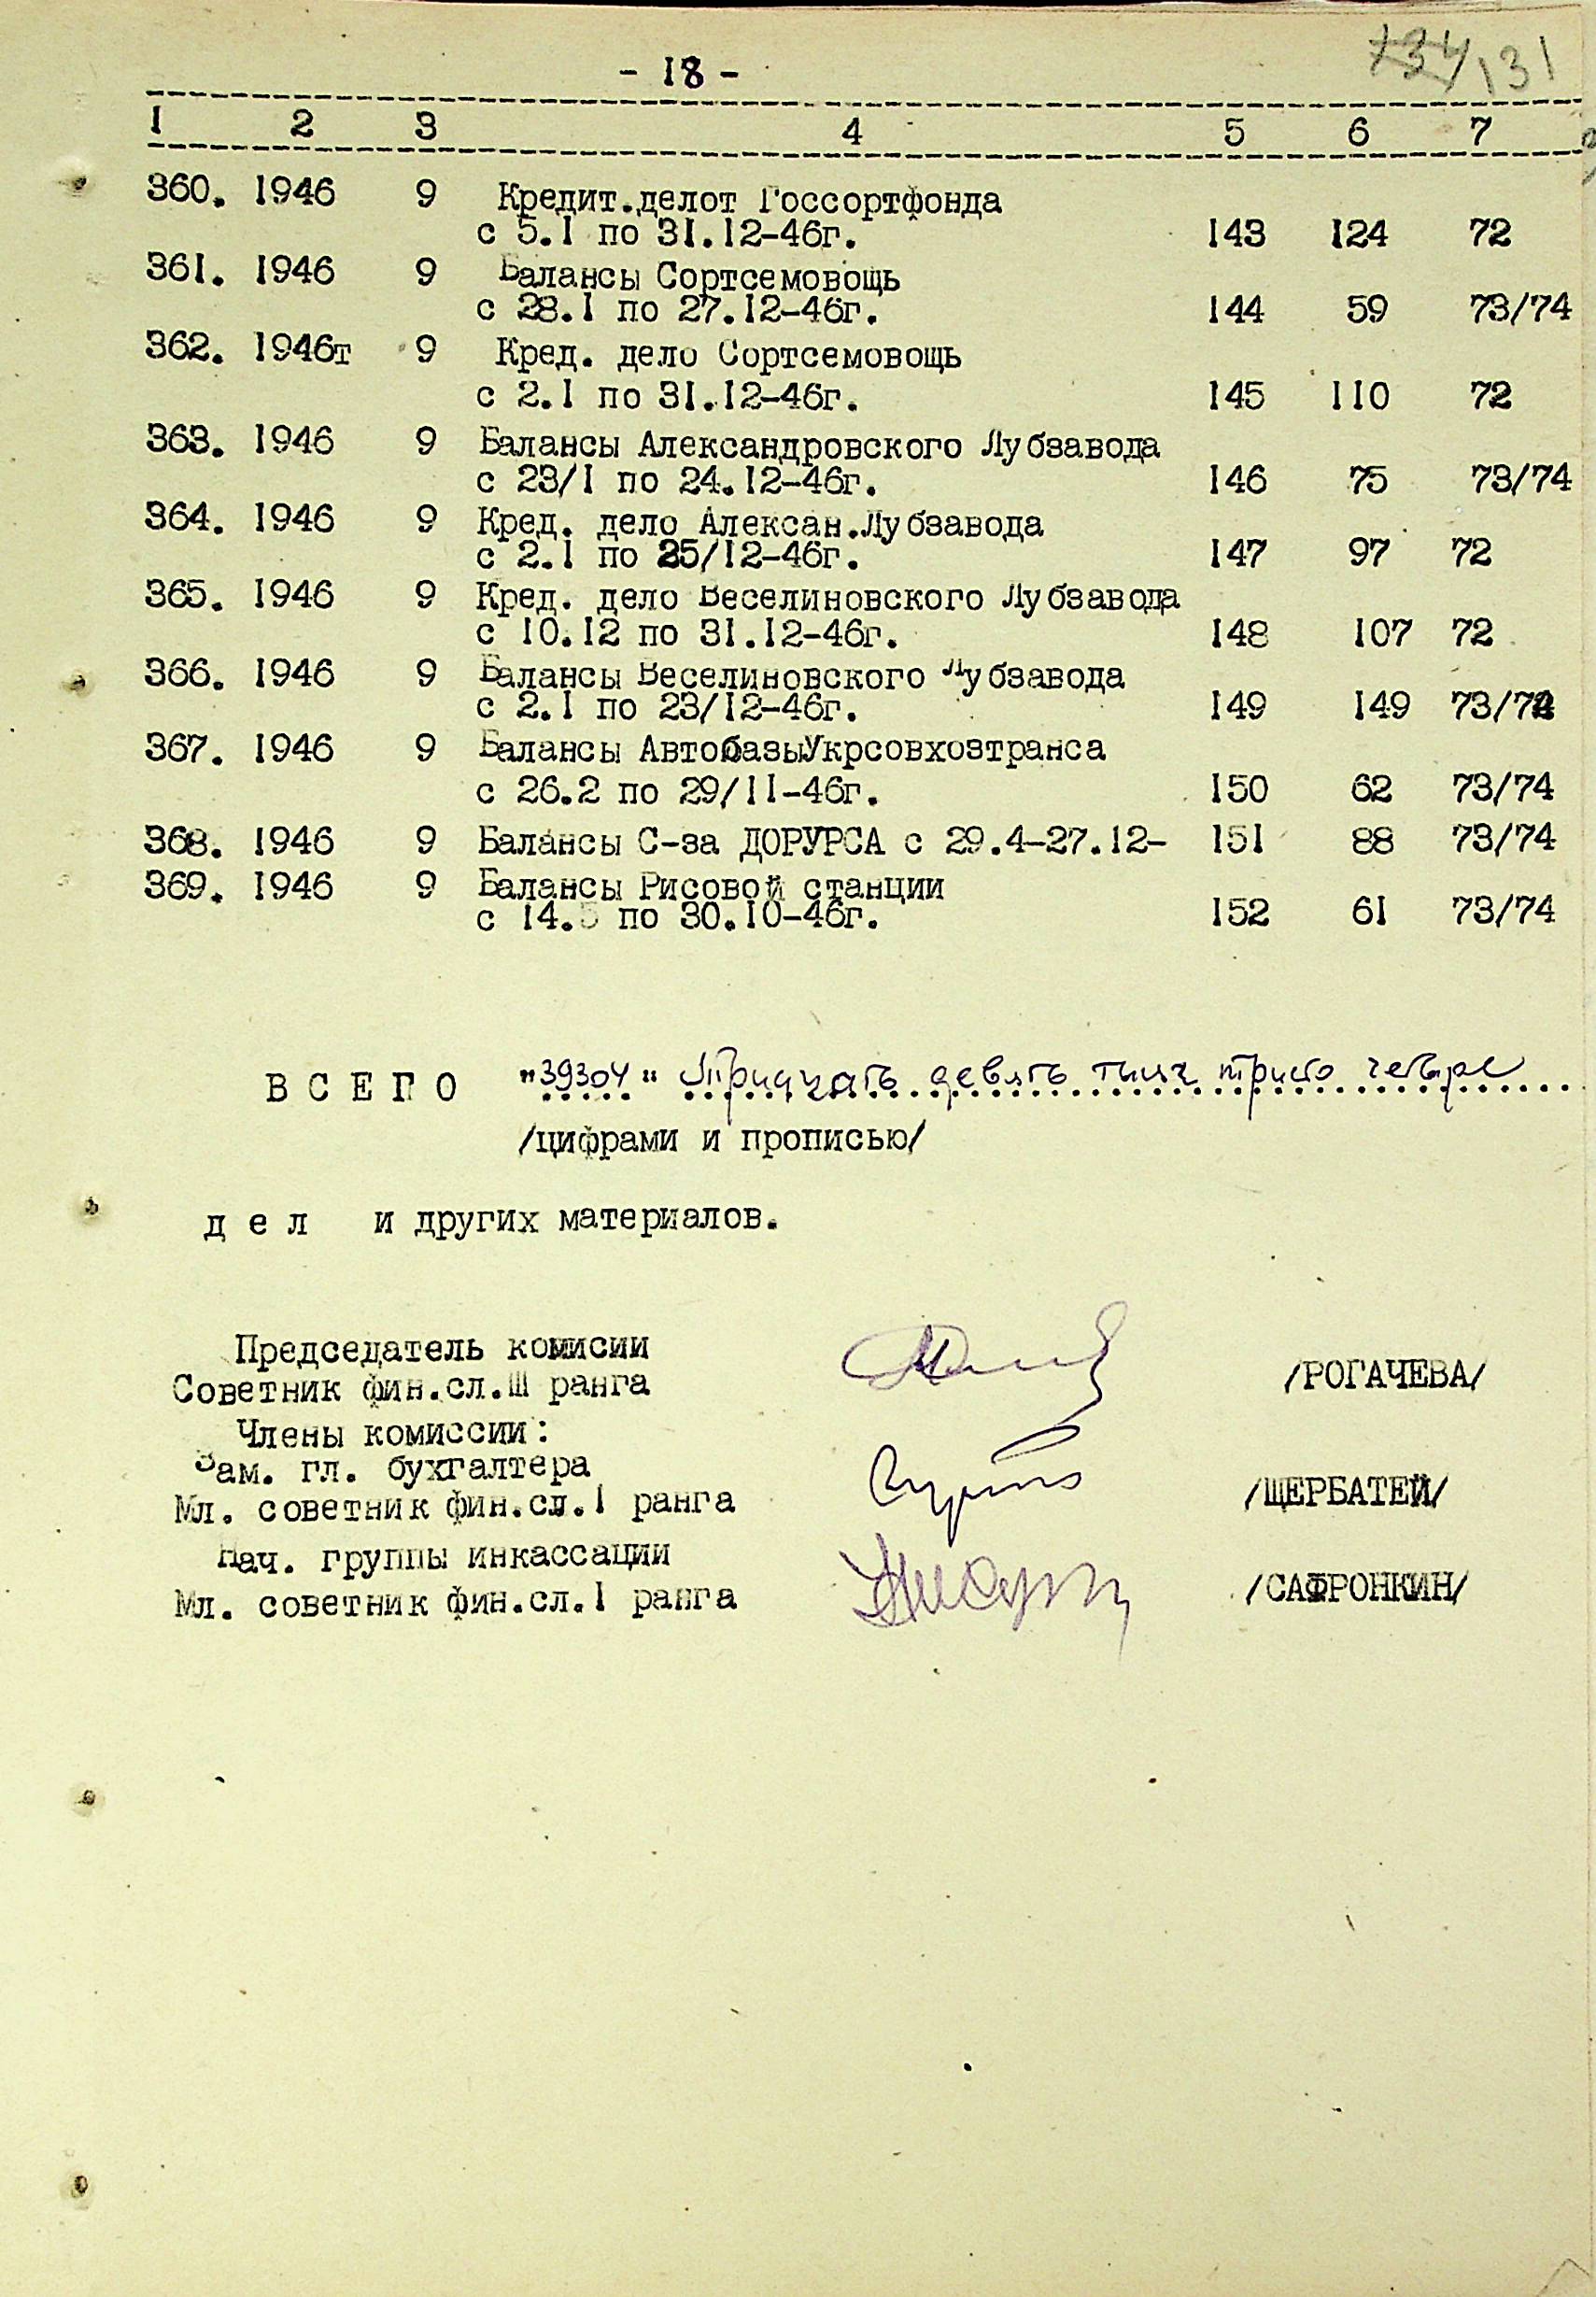 134 131
- 18 -
1 2 3 4 5 6 7
360. 1946 9 Кредит.делот Госсортфонда
с 5.1 по 31.12-46г. 143 124 72
361. 1946 9 Балансы Сортсемовощь
с 28.1 по 27.12-46г. 144 59 73/74
362. 1946т 9 Кред. дело Сортсемовощь
с 2.1 по 31.12-46г. 145 110 72
363. 1946 9 Балансы Александровского Лубзавода
с 23/1 по 24.12-46г. 146 75 73/74
364. 1946 9 Кред. дело Алексан.Лубзавода
с 2.1 по 25/12-46г. 147 97 72
365. 1946 9 Кред. дело Веселиновского Лубзавода
с 10.12 по 31.12-46г. 148 107 72
366. 1946 9 Балансы Веселиновского Лубзавода
с 2.1 по 23/12-46г. 149 149 73/74
367. 1946 9 Балансы АвтобазыУкрсовхозтранса
с 26.2 по 29/11-46г. 150 62 73/74
368. 1946 9 Балансы С-за ДОРУРСА с 29.4-27.12- 151 88 73/74
369. 1946 9 Балансы Рисовой станции
с 14.5 по 30.10-46г. 152 61 73/74
ВСЕГО "39304" Тридцать девять тысяч триста четыре
/цифрами и прописью/
дел и других материалов.
Председатель комисии
Советник фин.сл.Ш ранга /РОГАЧЕВА/
Члены комиссии:
Зам. гл. бухгалтера
Мл. советник фин.сл.1 ранга /ЩЕРБАТЕЙ/
Нач. группы инкассации
Мл. советник фин.сл.1 ранга /САФРОНКИН/